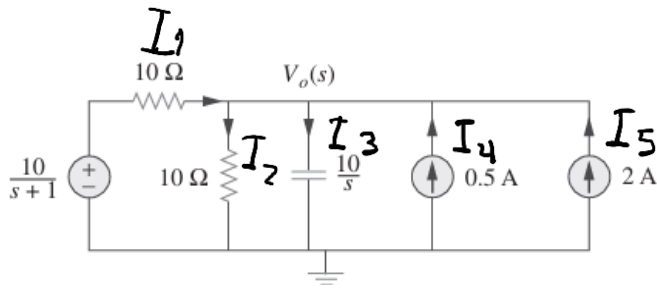 I1
10 Ω
Vo(s)
10/(s + 1)
+
−
10 Ω
I2
I3
10/s
I4
0.5 A
I5
2 A